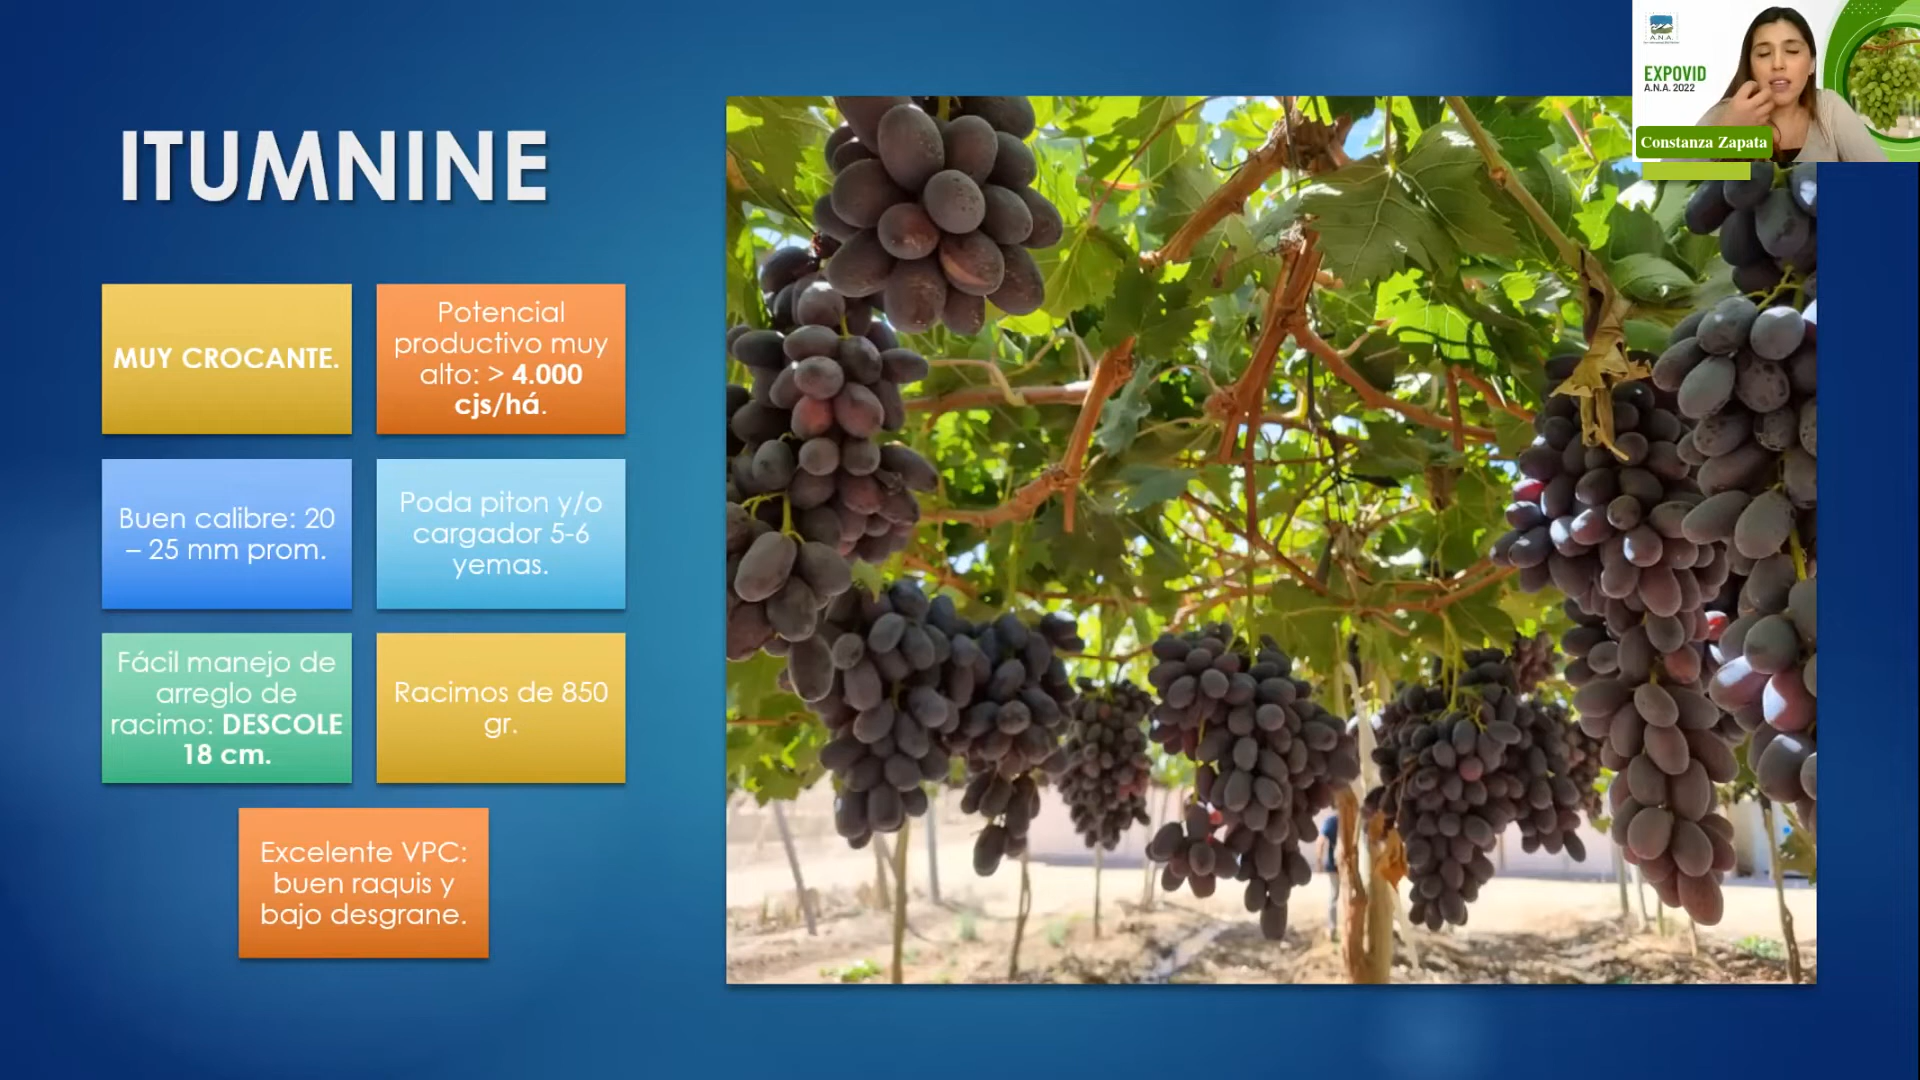 ITUMNINE
MUY CROCANTE.
Potencial
productivo muy
alto: > 4.000
cjs/há.
Buen calibre: 20
– 25 mm prom.
Poda piton y/o
cargador 5-6
yemas.
Fácil manejo de
arreglo de
racimo: DESCOLE
18 cm.
Racimos de 850
gr.
Excelente VPC:
buen raquis y
bajo desgrane.
A.N.A.
EXPOVID
A.N.A. 2022
Constanza Zapata